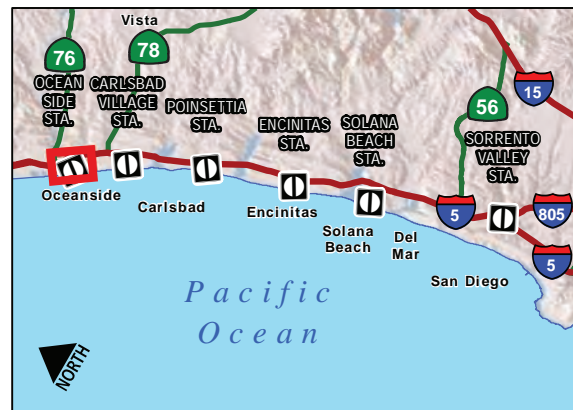 Vista
76
78
15
56
OCEAN
SIDE
STA.
CARLSBAD
VILLAGE
STA.
POINSETTIA
STA.
ENCINITAS
STA.
SOLANA
BEACH
STA.
SORRENTO
VALLEY
STA.
Oceanside
Carlsbad
Encinitas
Solana
Beach
Del
Mar
San Diego
5
805
5
Pacific
Ocean
NORTH